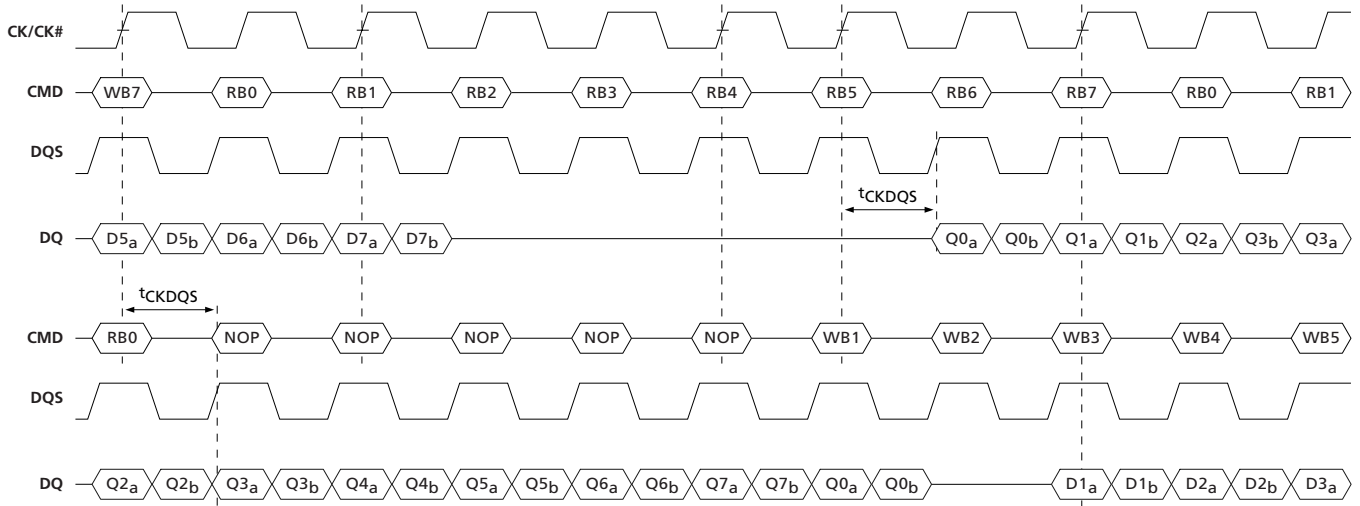 CK/CK#
CMD WB7 RB0 RB1 RB2 RB3 RB4 RB5 RB6 RB7 RB0 RB1
DQS
tCKDQS
DQ D5a D5b D6a D6b D7a D7b Q0a Q0b Q1a Q1b Q2a Q3b Q3a
tCKDQS
CMD RB0 NOP NOP NOP NOP NOP WB1 WB2 WB3 WB4 WB5
DQS
DQ Q2a Q2b Q3a Q3b Q4a Q4b Q5a Q5b Q6a Q6b Q7a Q7b Q0a Q0b D1a D1b D2a D2b D3a